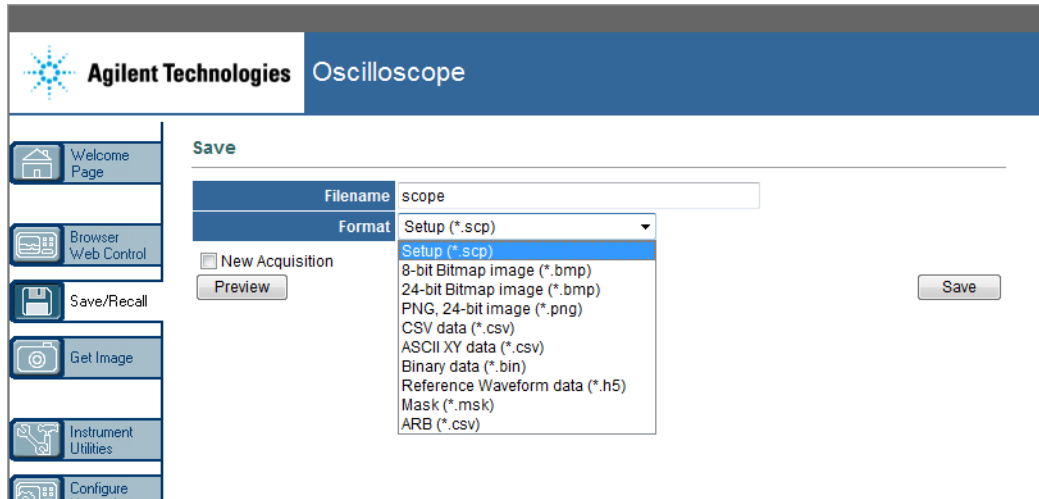 Agilent Technologies
Oscilloscope
Welcome
Page
Browser
Web Control
Save/Recall
Get Image
Instrument
Utilities
Configure
Save
Filename scope
Format Setup (*.scp)
Setup (*.scp)
8-bit Bitmap image (*.bmp)
24-bit Bitmap image (*.bmp)
PNG, 24-bit image (*.png)
CSV data (*.csv)
ASCII XY data (*.csv)
Binary data (*.bin)
Reference Waveform data (*.h5)
Mask (*.msk)
ARB (*.csv)
New Acquisition
Preview
Save